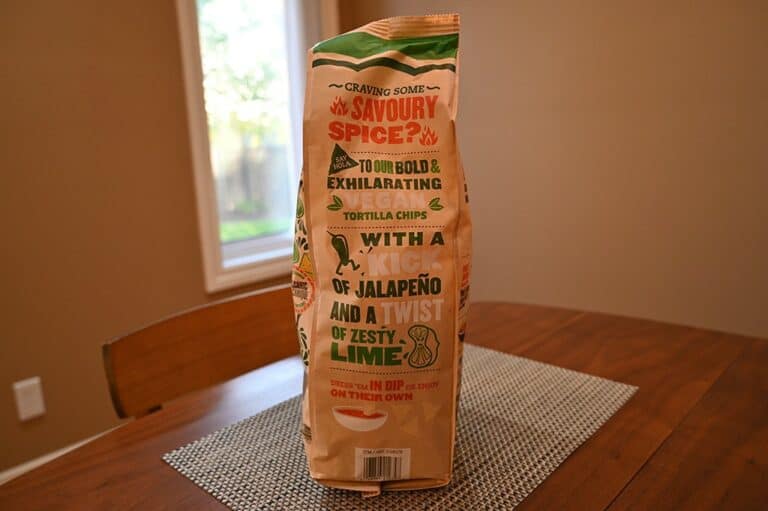 CRAVING SOME
SAVOURY
SPICE?
SAY
HOLA
TO OUR BOLD &
EXHILARATING
VEGAN
TORTILLA CHIPS
WITH A
KICK
OF JALAPEÑO
AND A TWIST
OF ZESTY
LIME
'EM IN DIP OR ENJOY
ON THEIR OWN